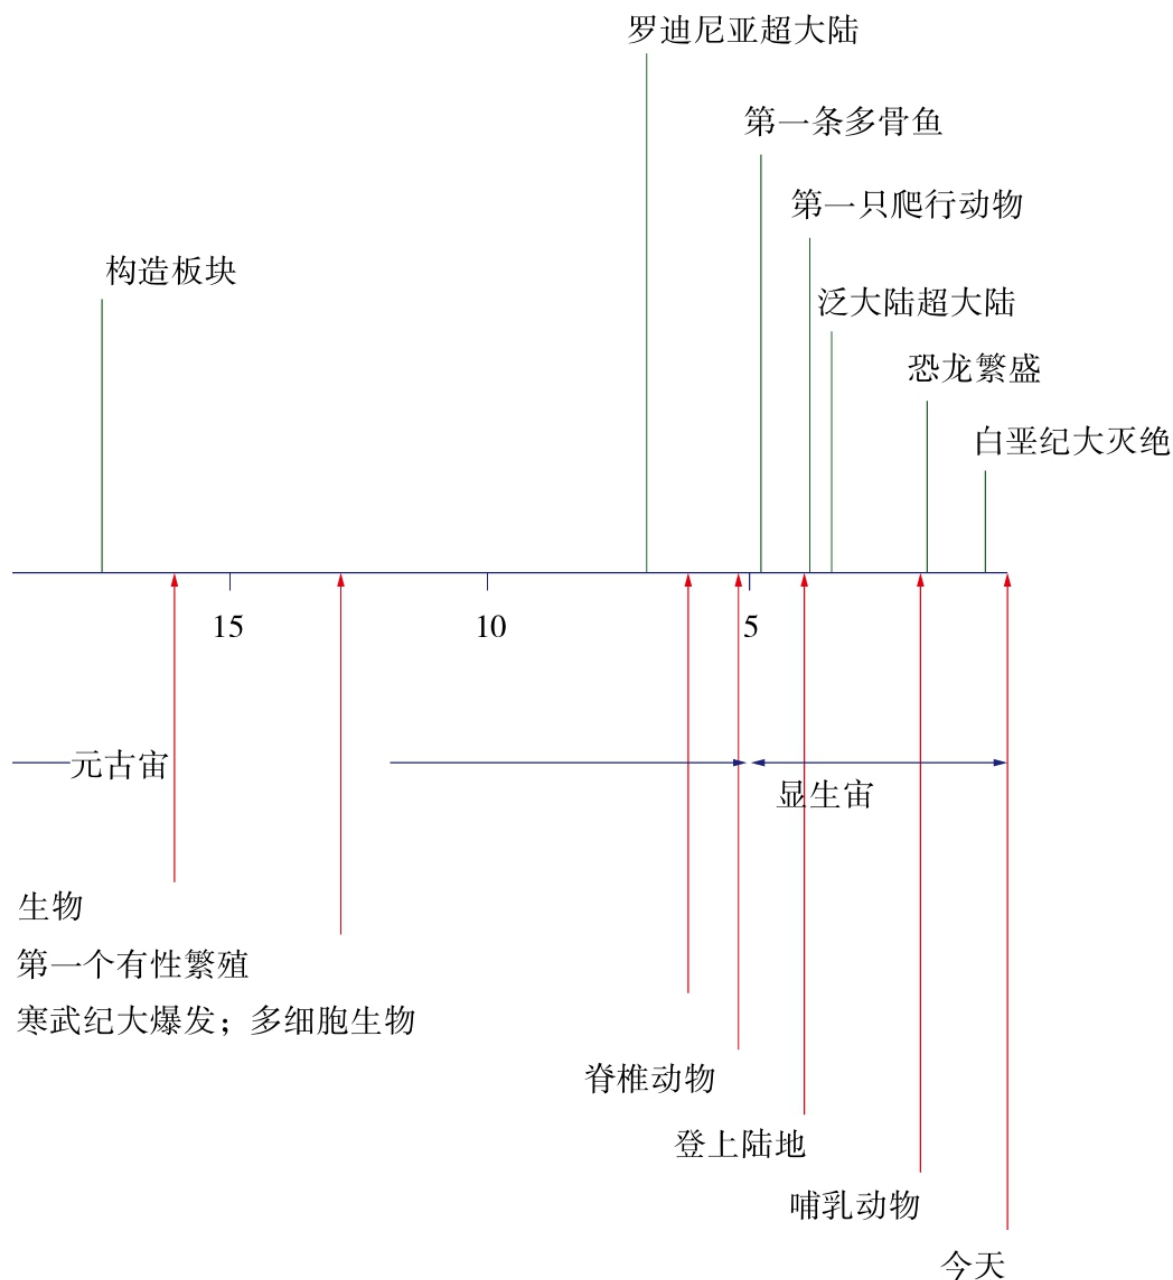 罗迪尼亚超大陆
第一条多骨鱼
第一只爬行动物
构造板块
泛大陆超大陆
恐龙繁盛
白垩纪大灭绝
15
10
5
元古宙
显生宙
生物
第一个有性繁殖
寒武纪大爆发；多细胞生物
脊椎动物
登上陆地
哺乳动物
今天